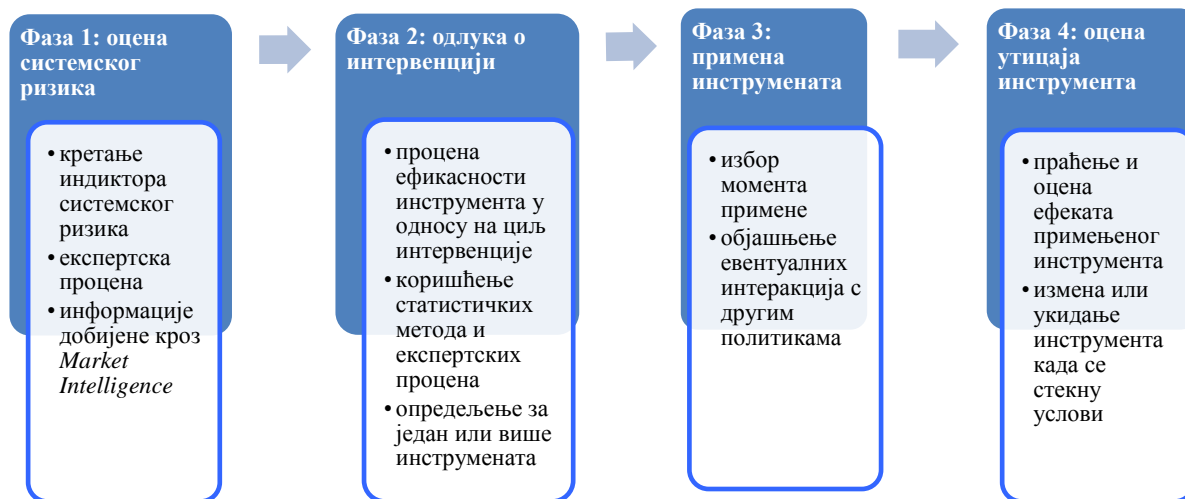 Фаза 1: оцена
системског
ризика
• кретање
индиктора
системског
ризика
• експертска
процена
• информације
добијене кроз
Market
Intelligence
Фаза 2: одлука о
интервенцији
• процена
ефикасности
инструмента у
односу на циљ
интервенције
• коришћење
статистичких
метода и
експертских
процена
• опредељење за
један или више
инструмената
Фаза 3:
примена
инструмената
• избор
момента
примене
• објашњење
евентуалних
интеракција с
другим
политикама
Фаза 4: оцена
утицаја
инструмента
• праћење и
оцена
ефеката
примењеног
инструмента
• измена или
укидање
инструмента
када се
стекну
услови